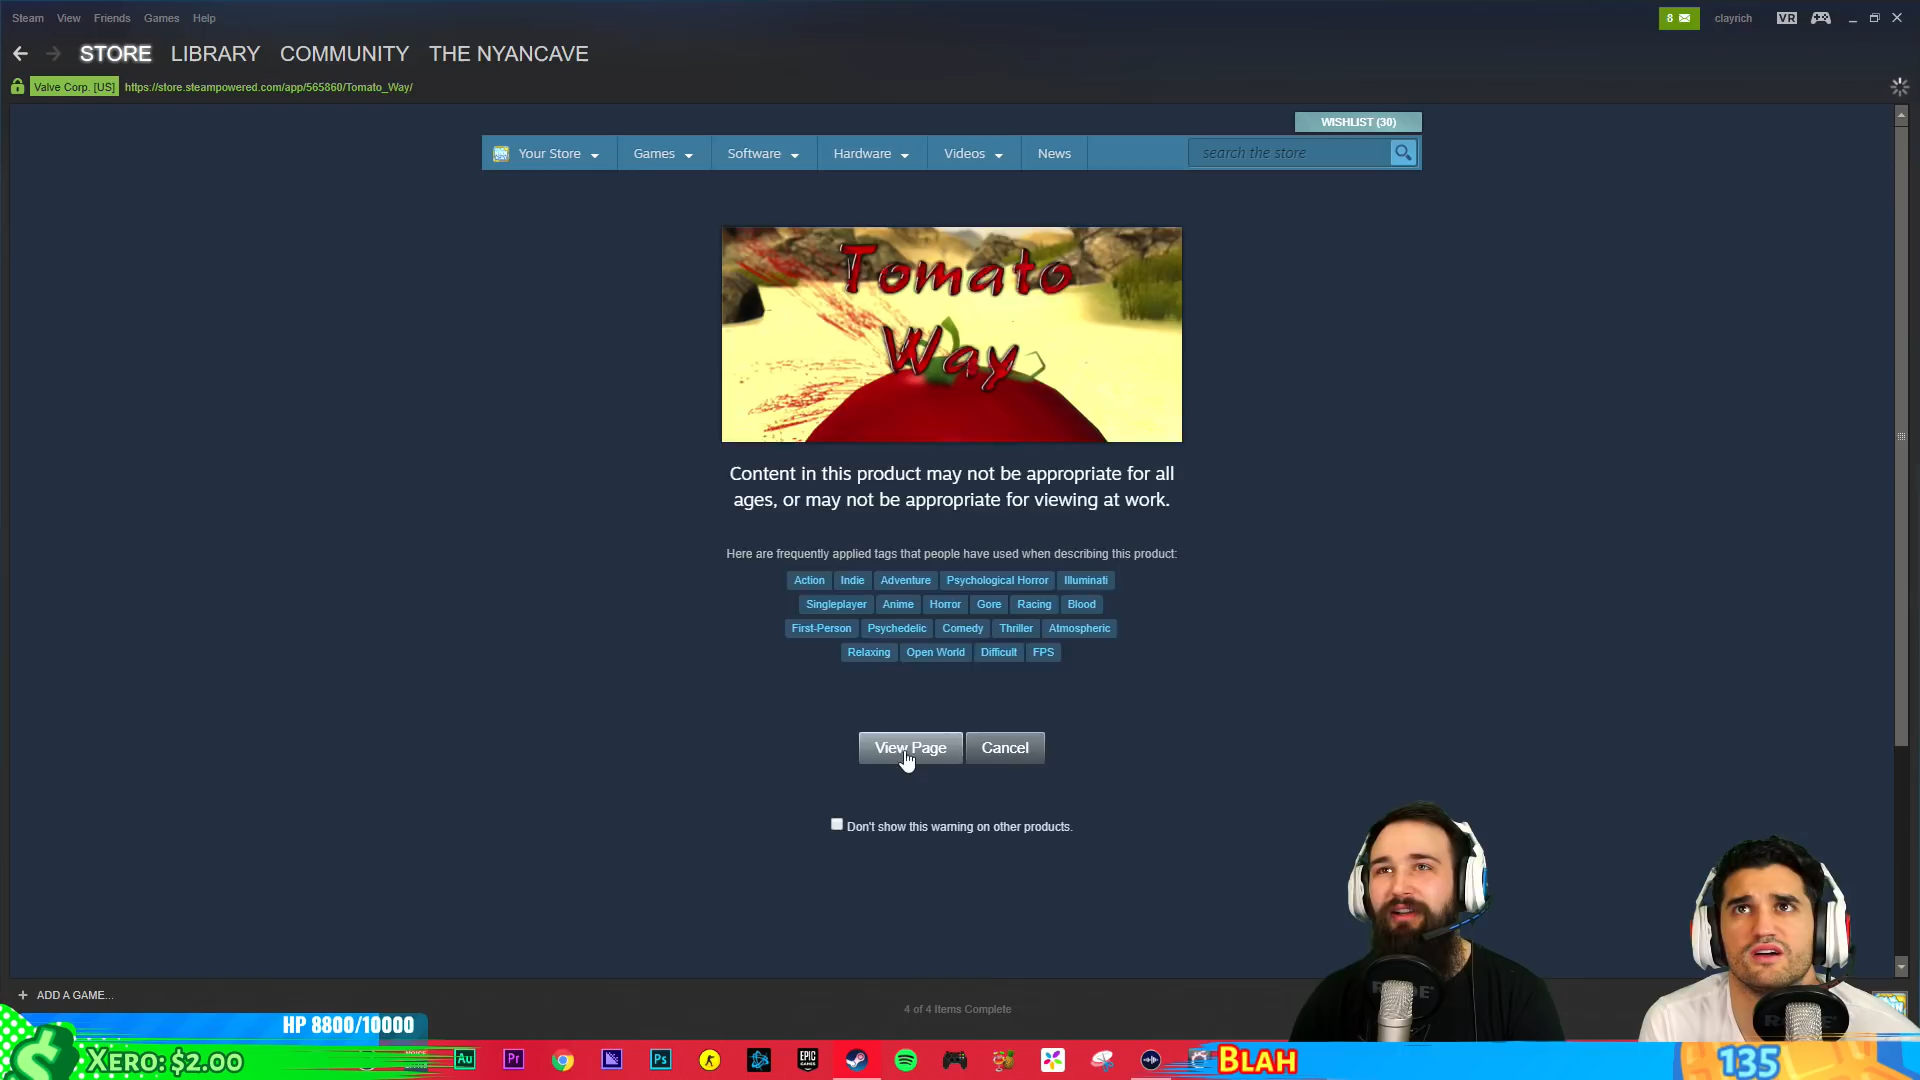 Steam View Friends Games Help
8
clayrich
VR
STORE LIBRARY COMMUNITY THE NYANCAVE
Valve Corp. [US] https://store.steampowered.com/app/565860/Tomato_Way/
WISHLIST (30)
Your Store Games Software Hardware Videos News search the store
Tomato
Way
Content in this product may not be appropriate for all
ages, or may not be appropriate for viewing at work.
Here are frequently applied tags that people have used when describing this product:
Action Indie Adventure Psychological Horror Illuminati
Singleplayer Anime Horror Gore Racing Blood
First-Person Psychedelic Comedy Thriller Atmospheric
Relaxing Open World Difficult FPS
View Page Cancel
Don't show this warning on other products.
+ ADD A GAME...
4 of 4 Items Complete
HP 8800/10000
$ XERO: $2.00
Au Pr Ps EPIC GAMES
BLAH
135